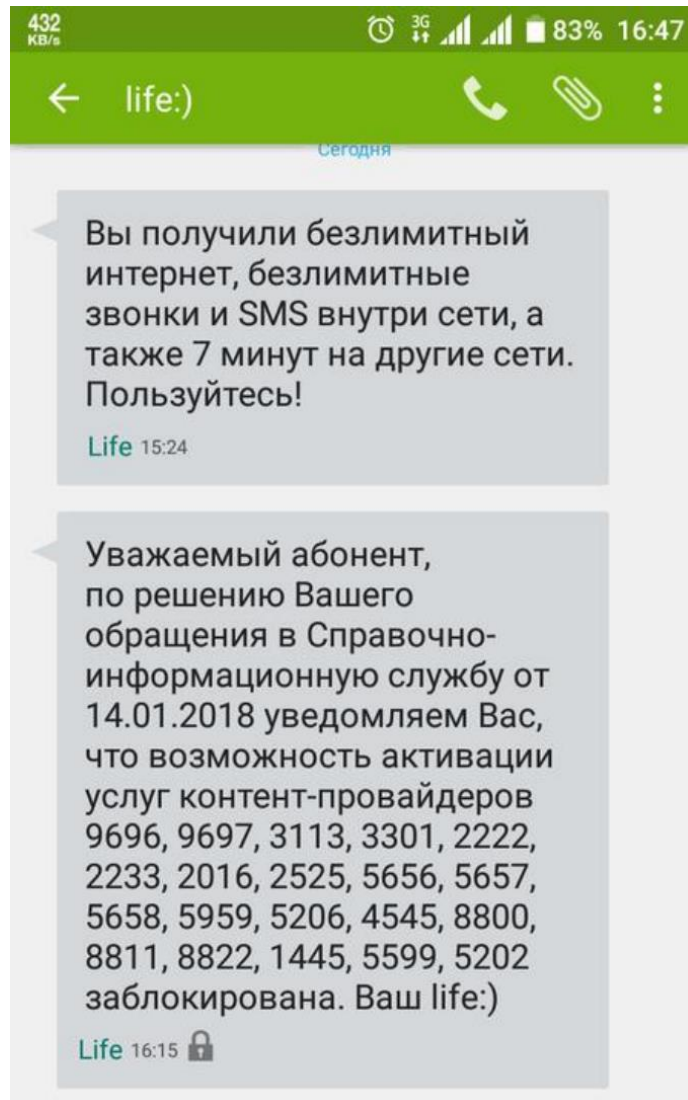 432
KB/s
3G
83% 16:47
life:)
Сегодня
Вы получили безлимитный
интернет, безлимитные
звонки и SMS внутри сети, а
также 7 минут на другие сети.
Пользуйтесь!
Life 15:24
Уважаемый абонент,
по решению Вашего
обращения в Справочно-
информационную службу от
14.01.2018 уведомляем Вас,
что возможность активации
услуг контент-провайдеров
9696, 9697, 3113, 3301, 2222,
2233, 2016, 2525, 5656, 5657,
5658, 5959, 5206, 4545, 8800,
8811, 8822, 1445, 5599, 5202
заблокирована. Ваш life:)
Life 16:15